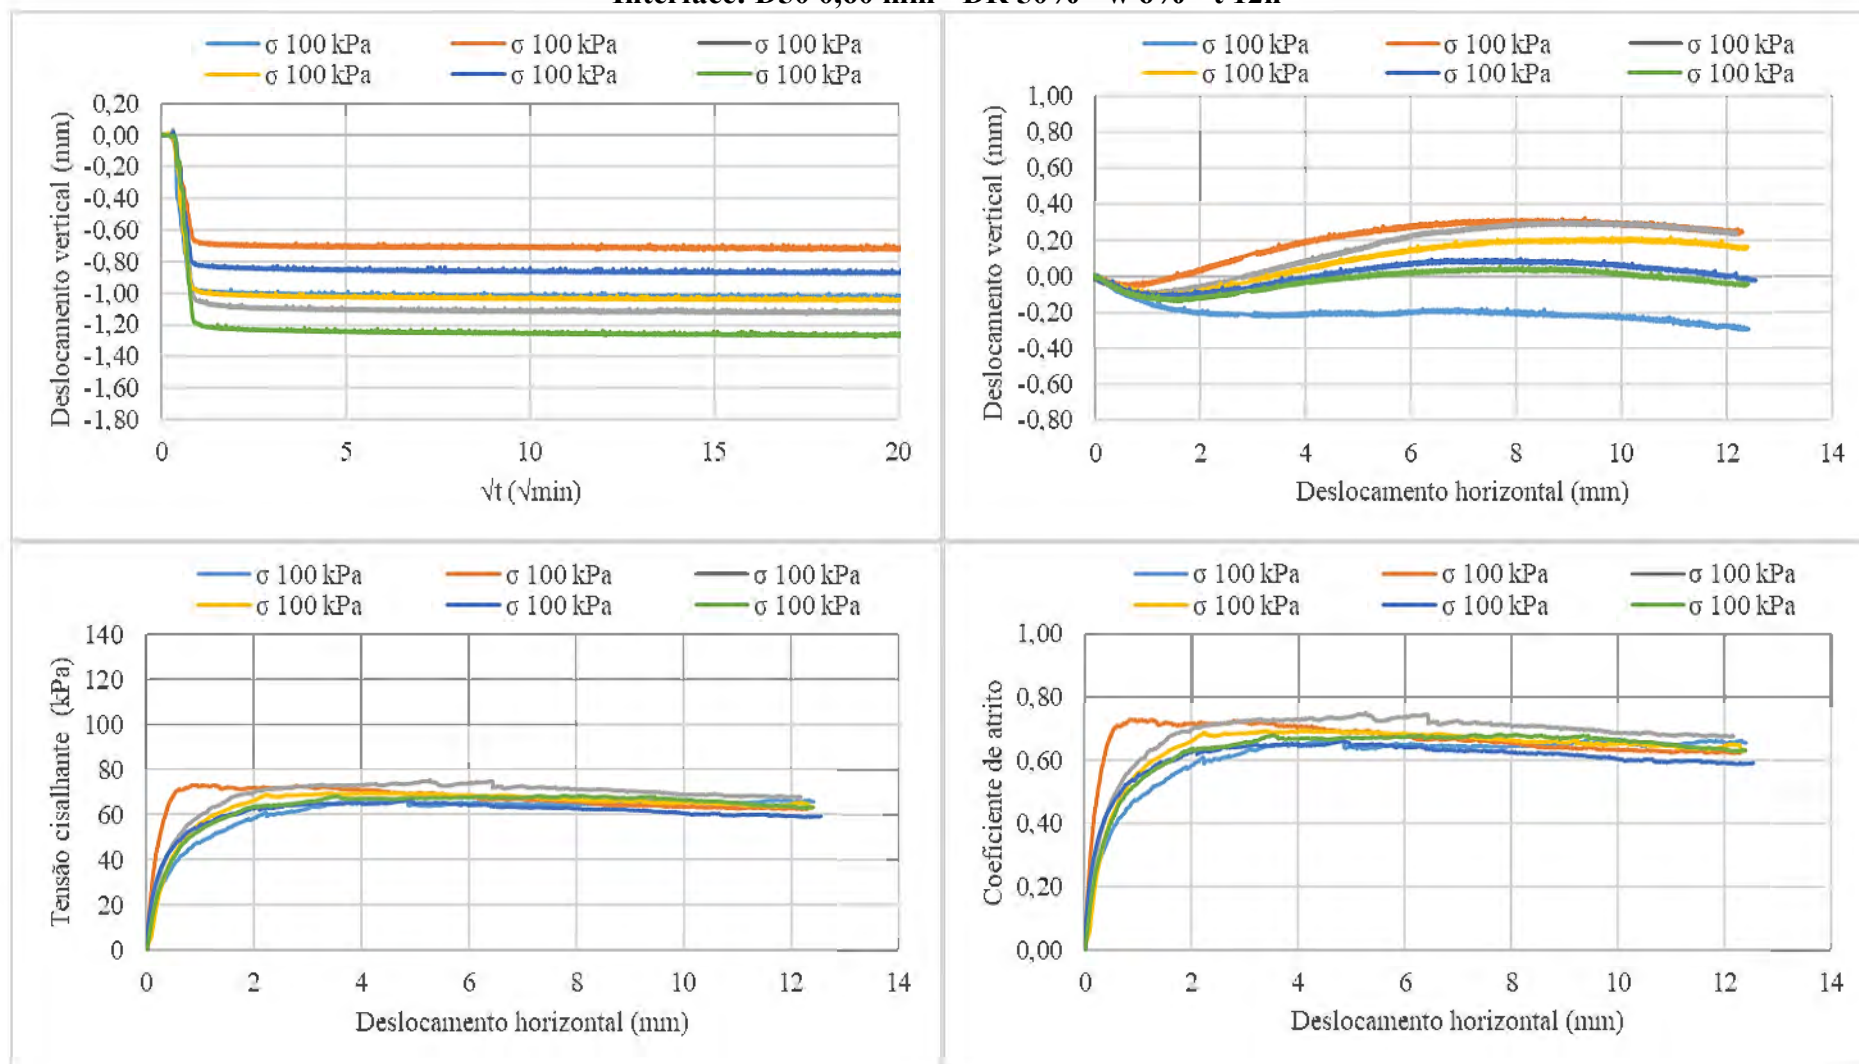 σ 100 kPa σ 100 kPa σ 100 kPa
σ 100 kPa σ 100 kPa σ 100 kPa
Deslocamento vertical (mm)
0,20
0,00
-0,20
-0,40
-0,60
-0,80
-1,00
-1,20
-1,40
-1,60
-1,80
0 5 10 15 20
√t (√min)
σ 100 kPa σ 100 kPa σ 100 kPa
σ 100 kPa σ 100 kPa σ 100 kPa
Deslocamento vertical (mm)
1,00
0,80
0,60
0,40
0,20
0,00
-0,20
-0,40
-0,60
-0,80
0 2 4 6 8 10 12 14
Deslocamento horizontal (mm)
σ 100 kPa σ 100 kPa σ 100 kPa
σ 100 kPa σ 100 kPa σ 100 kPa
Tensão cisalhante (kPa)
140
120
100
80
60
40
20
0
0 2 4 6 8 10 12 14
Deslocamento horizontal (mm)
σ 100 kPa σ 100 kPa σ 100 kPa
σ 100 kPa σ 100 kPa σ 100 kPa
Coeficiente de atrito
1,00
0,80
0,60
0,40
0,20
0,00
0 2 4 6 8 10 12 14
Deslocamento horizontal (mm)